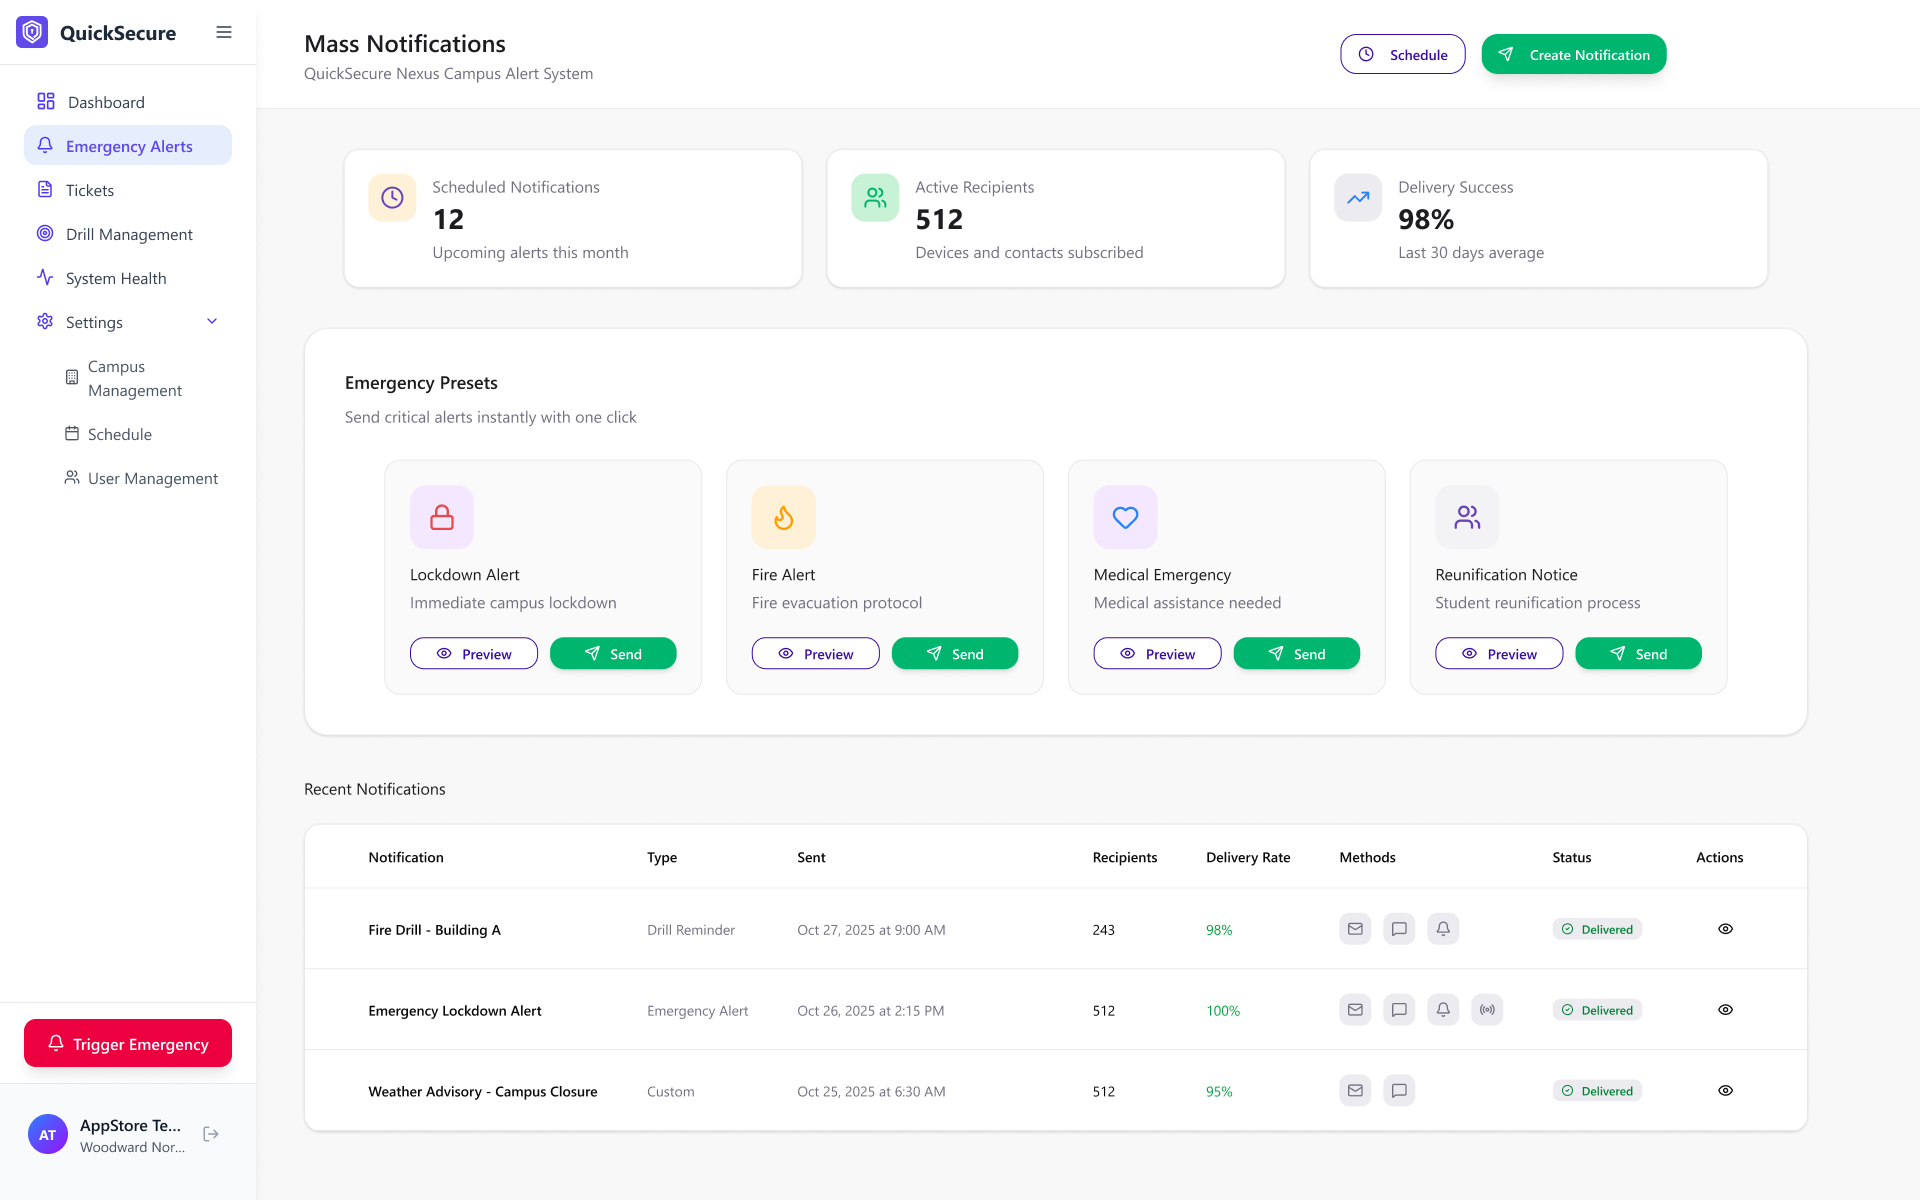 QuickSecure
Dashboard
Emergency Alerts
Tickets
Drill Management
System Health
Settings
Campus
Management
Schedule
User Management
Trigger Emergency
AT
AppStore Te...
Woodward Nor...
Mass Notifications
QuickSecure Nexus Campus Alert System
Schedule
Create Notification
Scheduled Notifications
12
Upcoming alerts this month
Active Recipients
512
Devices and contacts subscribed
Delivery Success
98%
Last 30 days average
Emergency Presets
Send critical alerts instantly with one click
Lockdown Alert
Immediate campus lockdown
Preview Send
Fire Alert
Fire evacuation protocol
Preview Send
Medical Emergency
Medical assistance needed
Preview Send
Reunification Notice
Student reunification process
Preview Send
Recent Notifications
Notification Type Sent Recipients Delivery Rate Methods Status Actions
Fire Drill - Building A Drill Reminder Oct 27, 2025 at 9:00 AM 243 98% Delivered
Emergency Lockdown Alert Emergency Alert Oct 26, 2025 at 2:15 PM 512 100% Delivered
Weather Advisory - Campus Closure Custom Oct 25, 2025 at 6:30 AM 512 95% Delivered